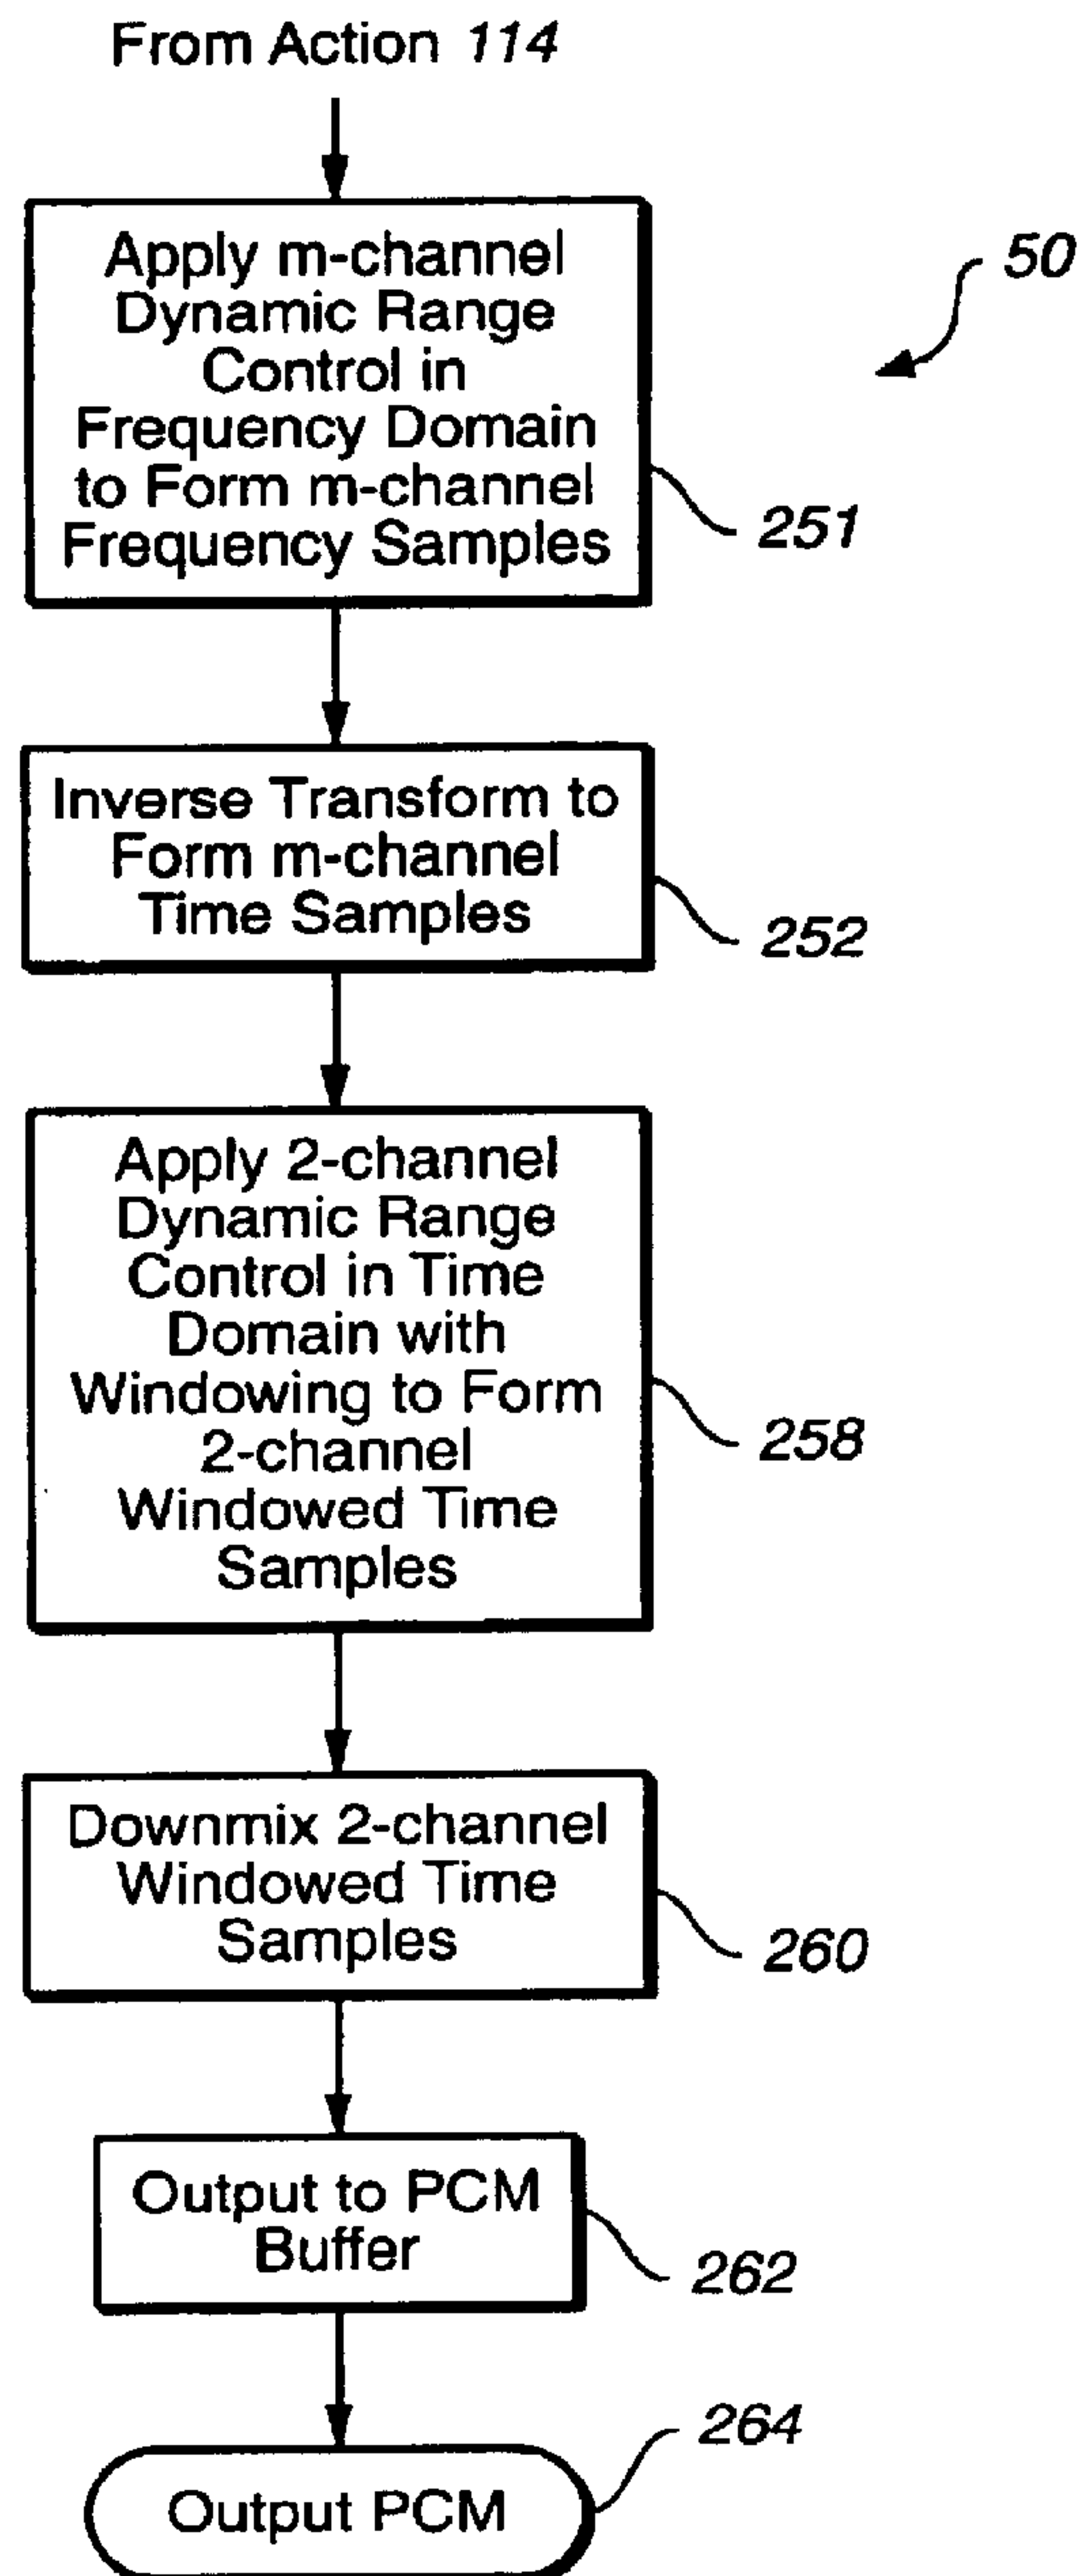 From Action 114
50
Apply m-channel
Dynamic Range
Control in
Frequency Domain
to Form m-channel
Frequency Samples
251
Inverse Transform to
Form m-channel
Time Samples
252
Apply 2-channel
Dynamic Range
Control in Time
Domain with
Windowing to Form
2-channel
Windowed Time
Samples
258
Downmix 2-channel
Windowed Time
Samples
260
Output to PCM
Buffer
262
264
Output PCM